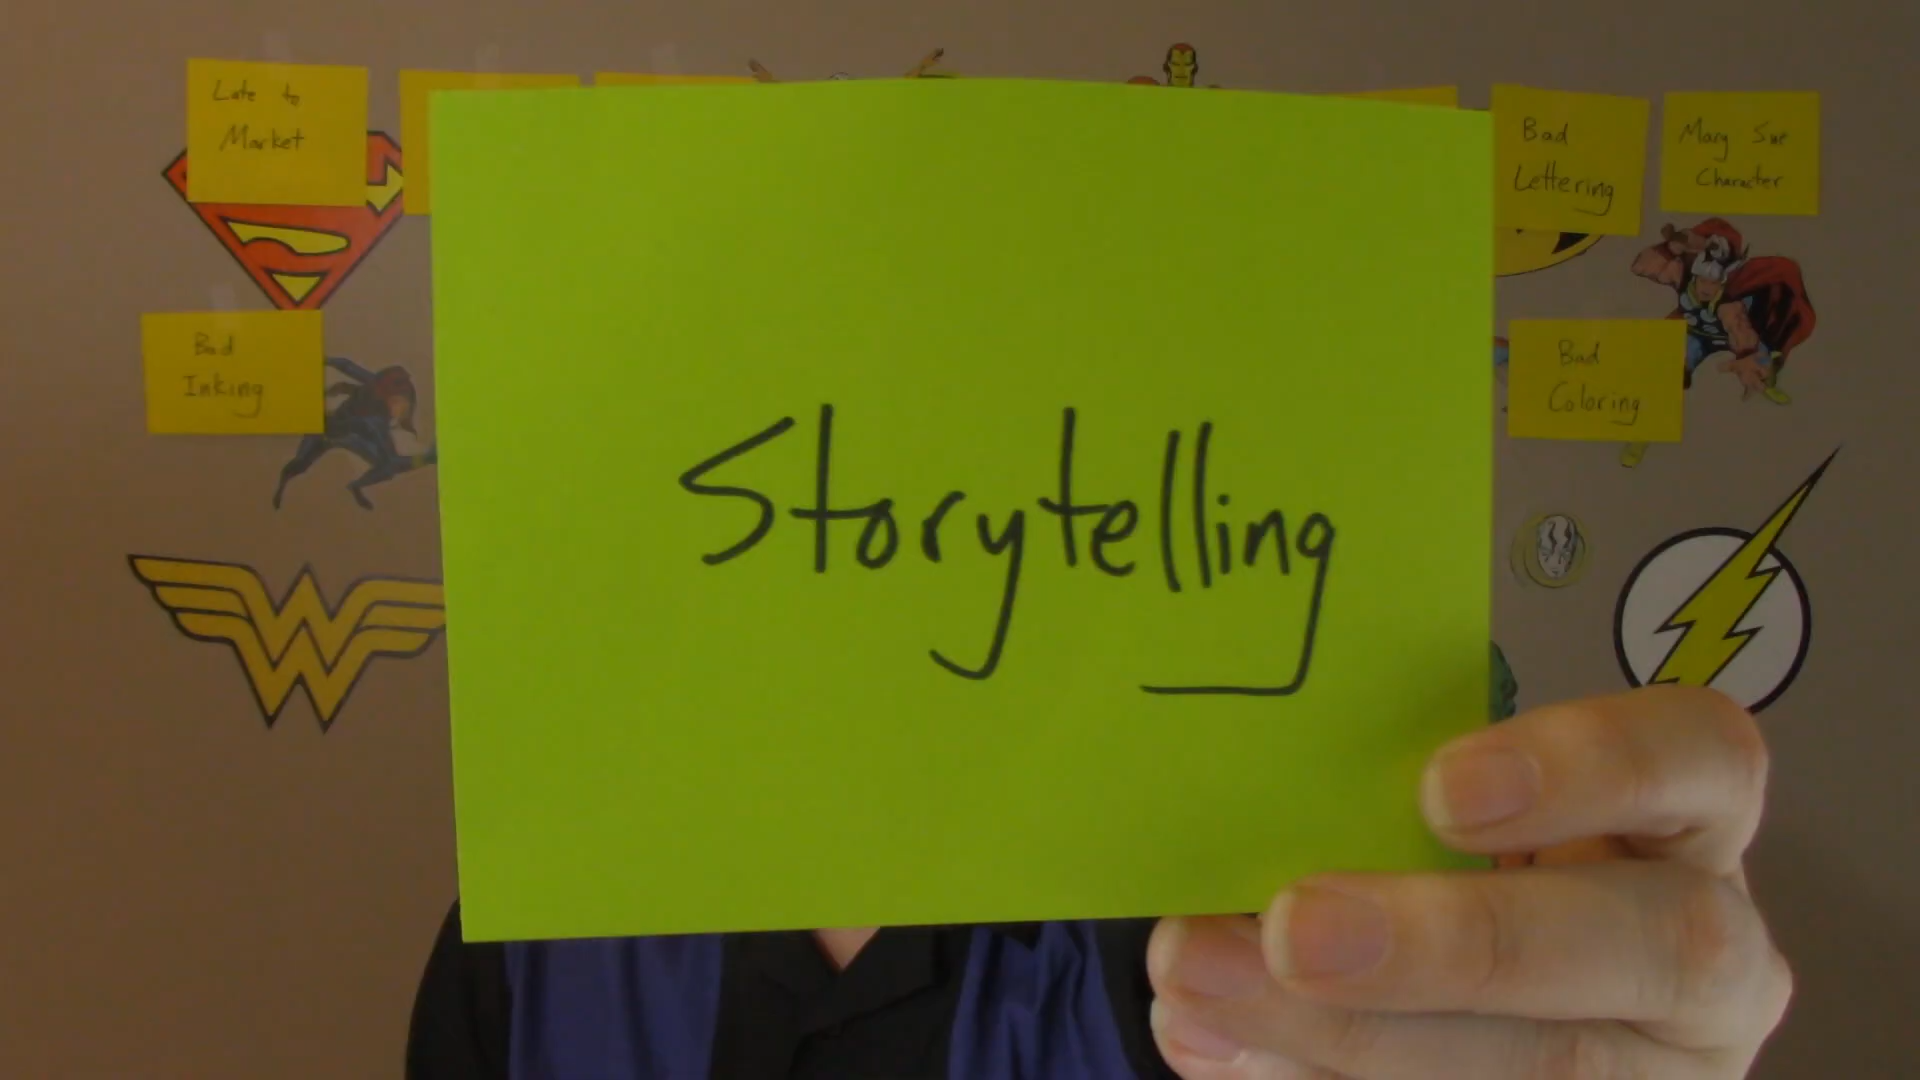 Late to
Market
Bad
Lettering
Mary Sue
Character
Bad
Inking
Bad
Coloring
Storytelling